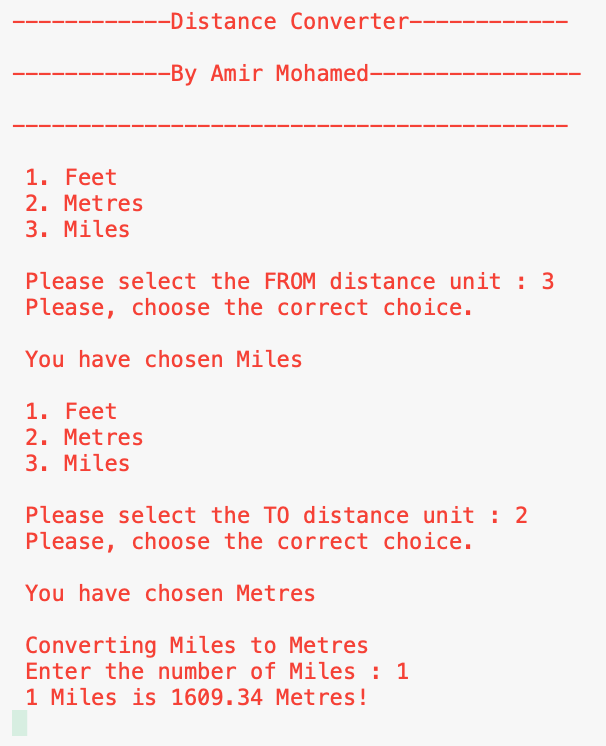 ------------Distance Converter------------
------------By Amir Mohamed----------------
------------------------------------------
1. Feet
2. Metres
3. Miles
Please select the FROM distance unit : 3
Please, choose the correct choice.
You have chosen Miles
1. Feet
2. Metres
3. Miles
Please select the TO distance unit : 2
Please, choose the correct choice.
You have chosen Metres
Converting Miles to Metres
Enter the number of Miles : 1
1 Miles is 1609.34 Metres!